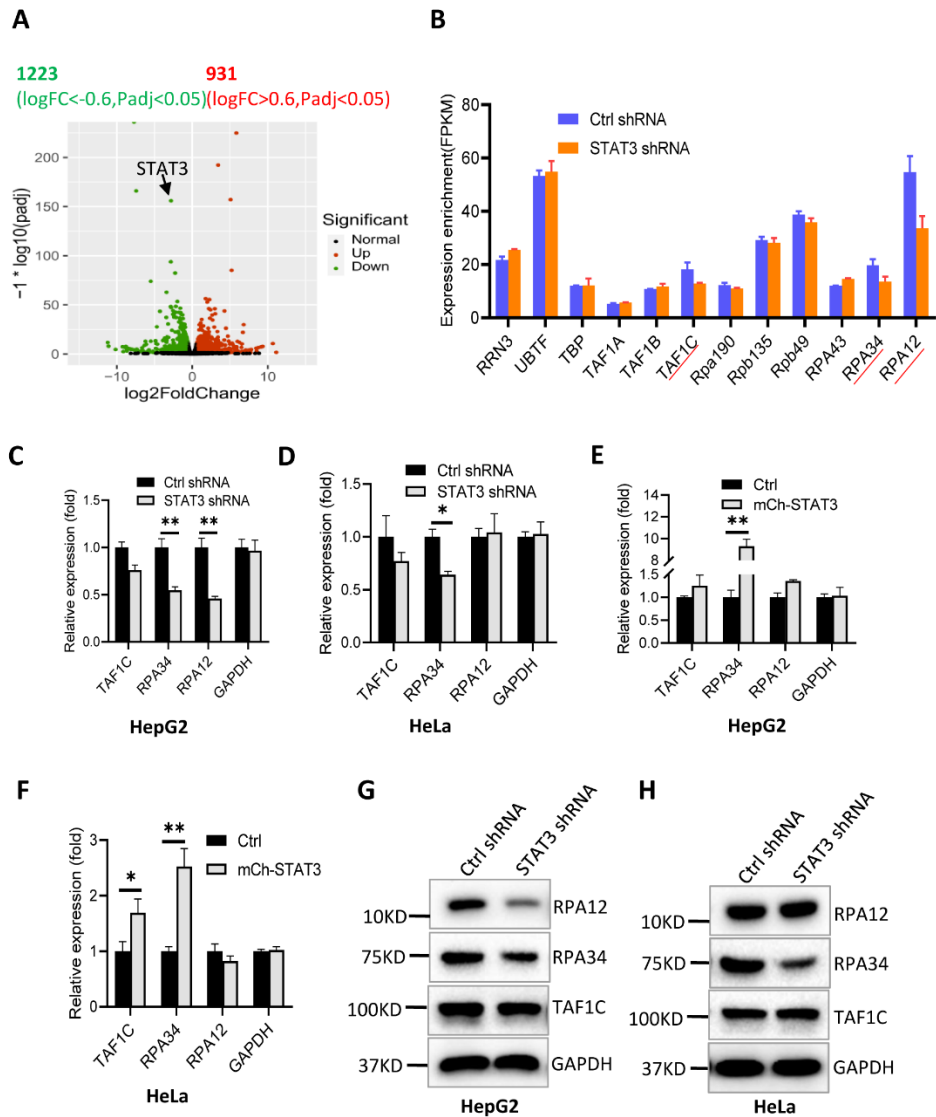 A
1223
(logFC<-0.6,Padj<0.05)
931
(logFC>0.6,Padj<0.05)
200
150
100
50
0
−1 * log10(padj)
STAT3
Significant
Normal
Up
Down
−10
0
10
log2FoldChange
B
Ctrl shRNA
STAT3 shRNA
Expression enrichment(FPKM)
80
60
40
20
0
RRN3
UBTF
TBP
TAF1A
TAF1B
TAF1C
Rpa190
Rpb135
Rpb49
RPA43
RPA34
RPA12
C
Ctrl shRNA
STAT3 shRNA
Relative expression (fold)
1.5
1.0
0.5
0.0
**
**
TAF1C
RPA34
RPA12
GAPDH
HepG2
D
Ctrl shRNA
STAT3 shRNA
Relative expression (fold)
1.5
1.0
0.5
0.0
*
TAF1C
RPA34
RPA12
GAPDH
HeLa
E
Ctrl
mCh-STAT3
Relative expression (fold)
14
12
10
8
6
4
1.5
1.0
0.5
0.0
**
TAF1C
RPA34
RPA12
GAPDH
HepG2
F
Ctrl
mCh-STAT3
Relative expression (fold)
3
2
1
0
*
**
TAF1C
RPA34
RPA12
GAPDH
HeLa
G
Ctrl shRNA
STAT3 shRNA
10KD
RPA12
75KD
RPA34
100KD
TAF1C
37KD
GAPDH
HepG2
H
Ctrl shRNA
STAT3 shRNA
10KD
RPA12
75KD
RPA34
100KD
TAF1C
37KD
GAPDH
HeLa